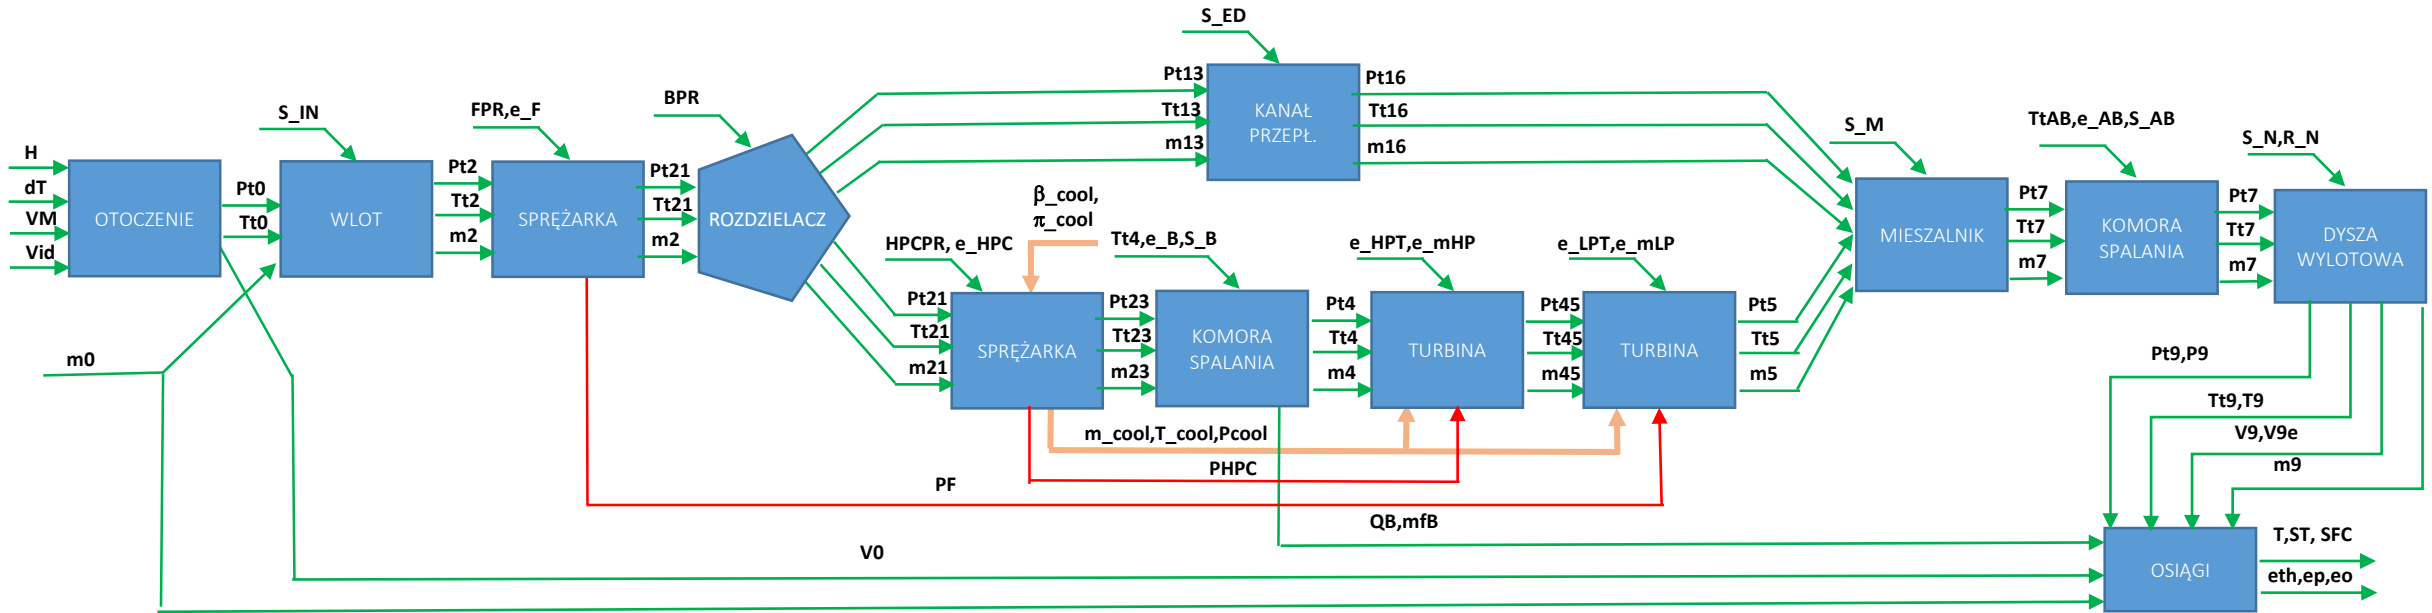 S_ED
Pt13
Tt13
m13
KANAŁ
PRZEPŁ.
Pt16
Tt16
m16
S_IN
FPR,e_F
BPR
S_M
TtAB,e_AB,S_AB
S_N,R_N
H
dT
VM
Vid
OTOCZENIE
Pt0
Tt0
WLOT
Pt2
Tt2
m2
SPRĘŻARKA
Pt21
Tt21
m2
ROZDZIELACZ
β_cool,
π_cool
HPCPR, e_HPC
Tt4,e_B,S_B
e_HPT,e_mHP
e_LPT,e_mLP
MIESZALNIK
Pt7
Tt7
m7
KOMORA
SPALANIA
Pt7
Tt7
m7
DYSZA
WYLOTOWA
Pt21
Tt21
m21
SPRĘŻARKA
Pt23
Tt23
m23
KOMORA
SPALANIA
Pt4
Tt4
m4
TURBINA
Pt45
Tt45
m45
TURBINA
Pt5
Tt5
m5
m0
m_cool,T_cool,Pcool
PHPC
PF
QB,mfB
V0
Pt9,P9
Tt9,T9
V9,V9e
m9
OSIĄGI
T,ST, SFC
eth,ep,eo